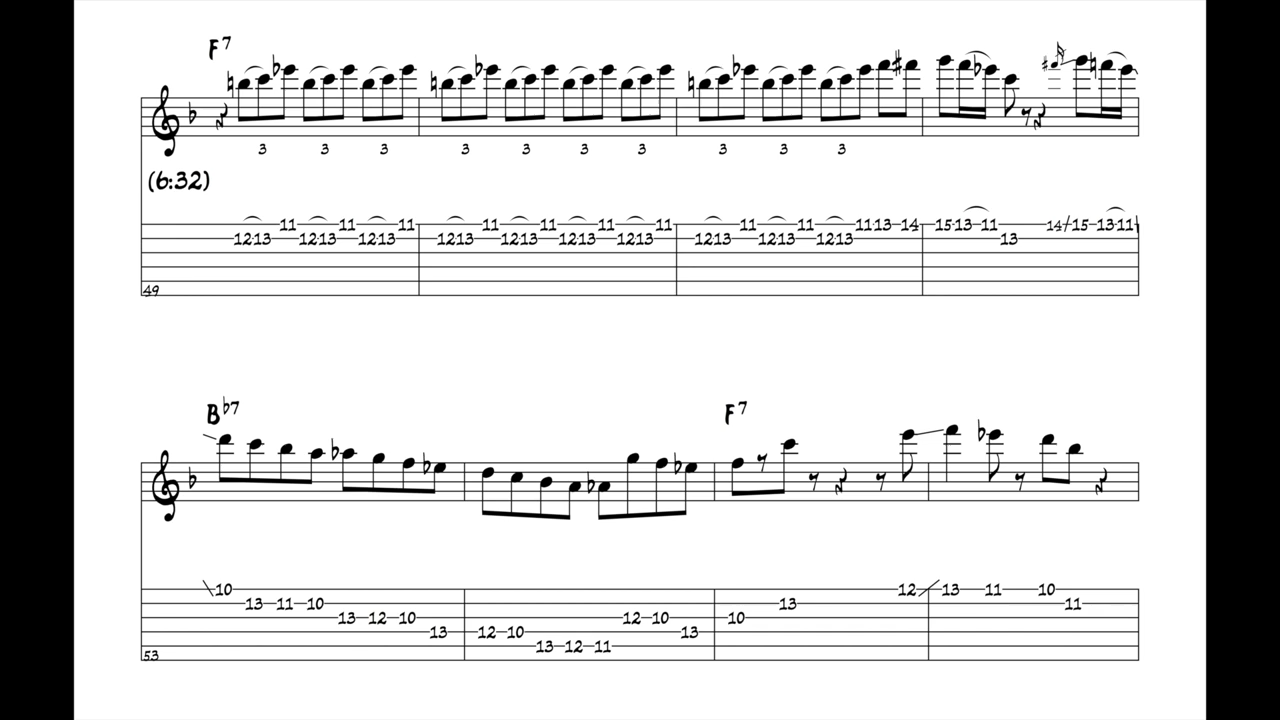 F7
3 3 3 3 3 3 3 3 3 3
(6:32)
11 11 11 11 11 11 11 11 11 11 13 14 15 13 11 14 15 13 11
12 13 12 13 12 13 12 13 12 13 12 13 12 13 12 13 12 13 12 13 13
49
B♭7 F7
10 12 13 11 10
13 11 10 13 11
13 12 10 12 10 10
13 12 10 13
13 12 11
53